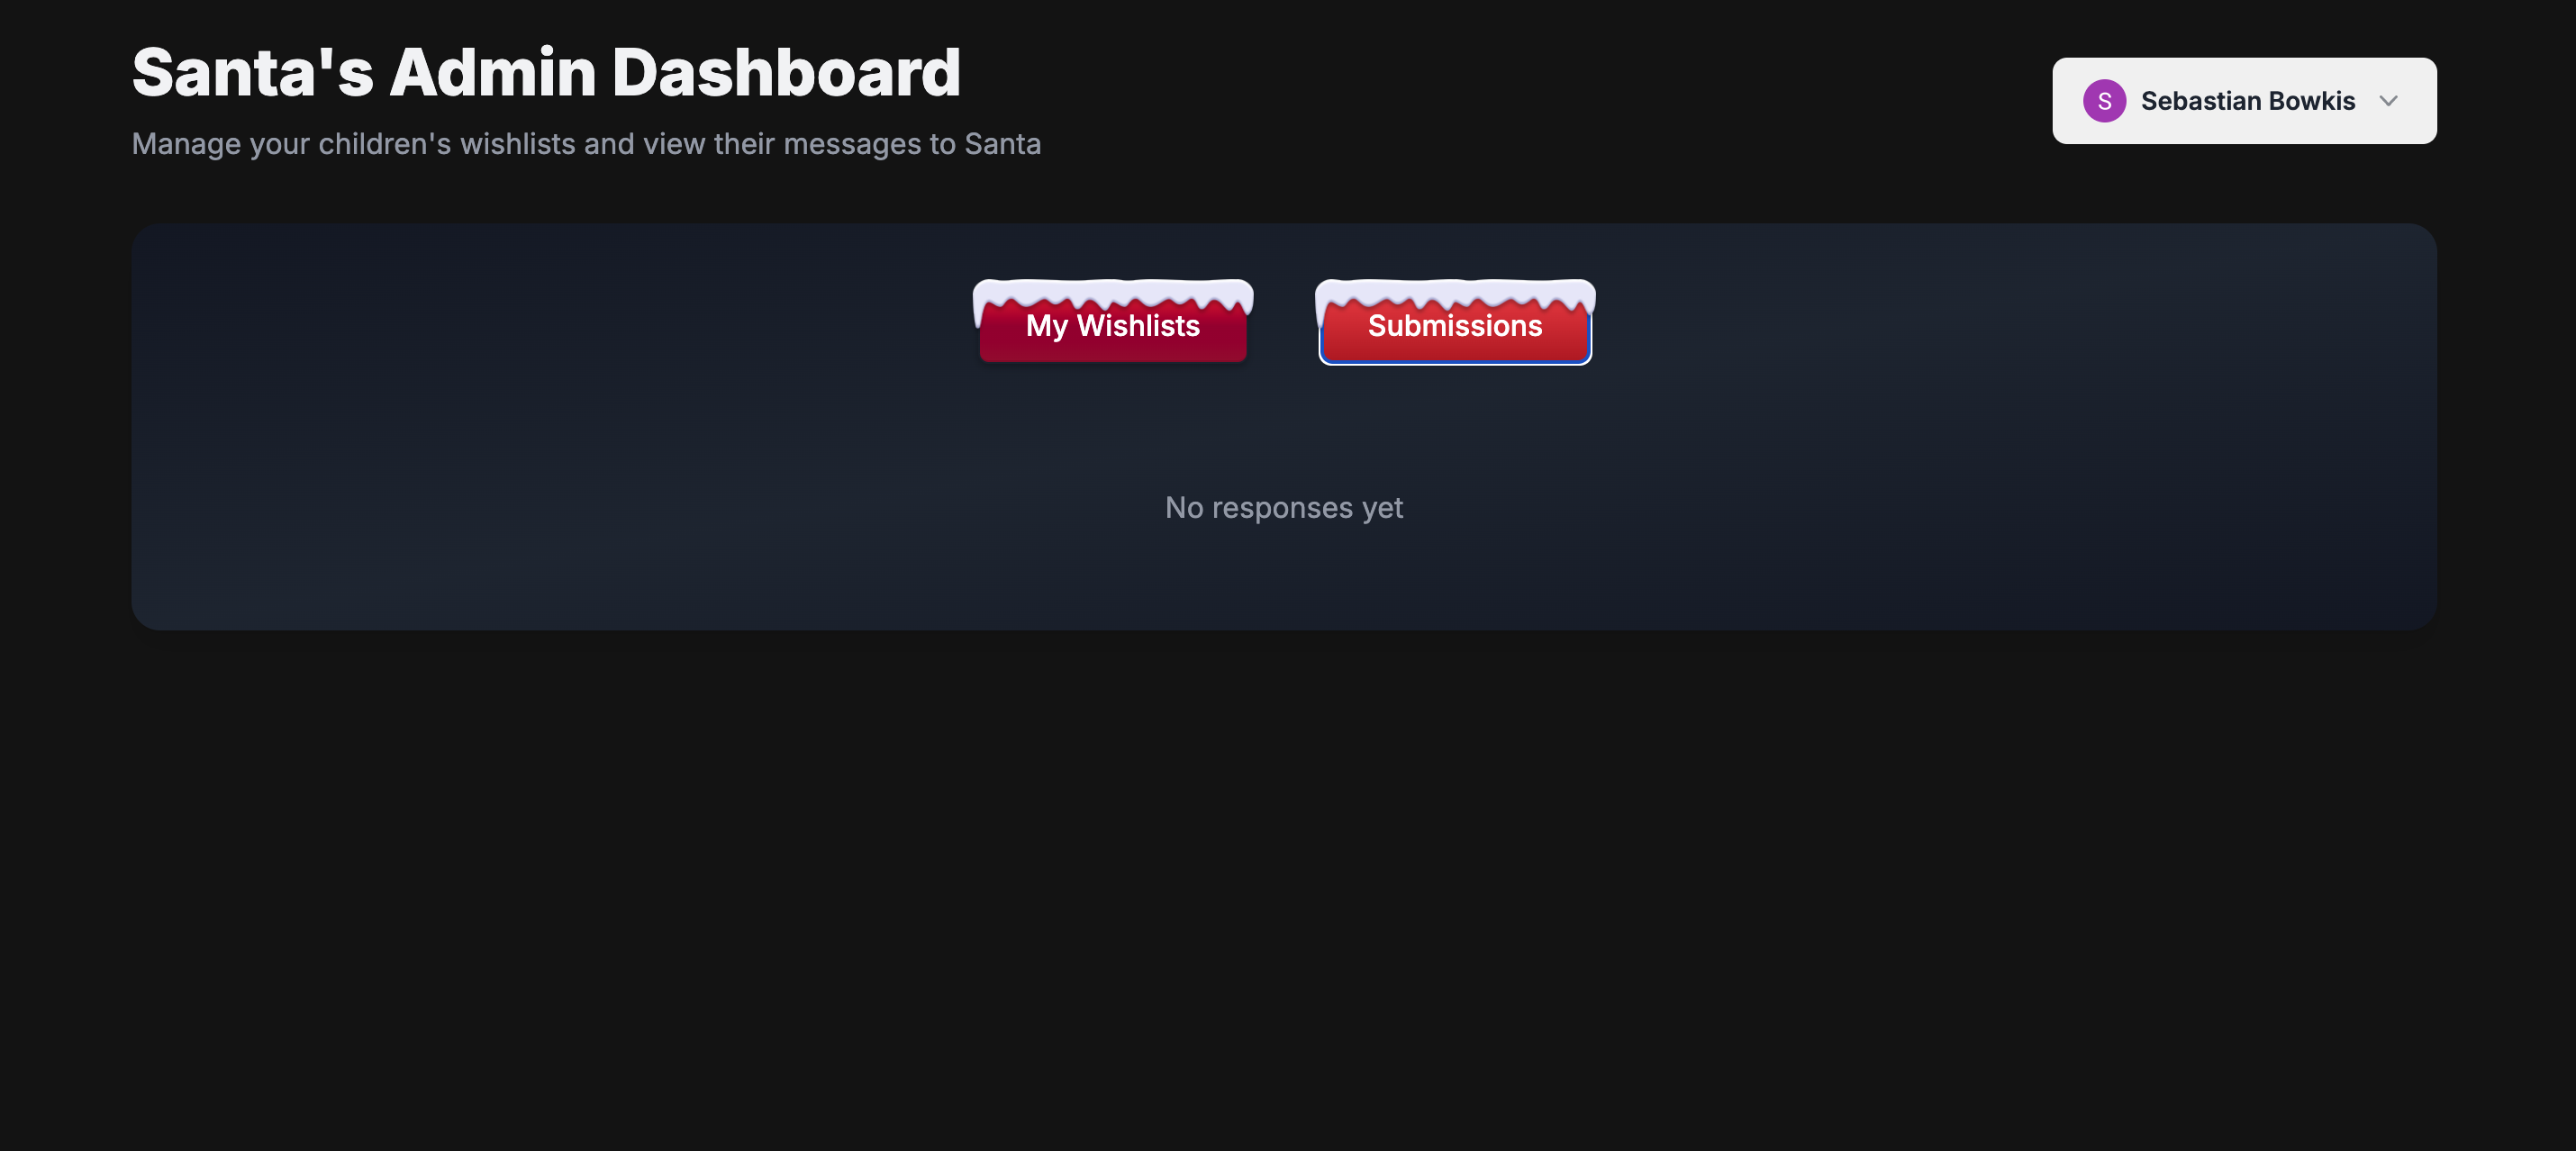 Santa's Admin Dashboard
Manage your children's wishlists and view their messages to Santa
S
Sebastian Bowkis
My Wishlists
Submissions
No responses yet